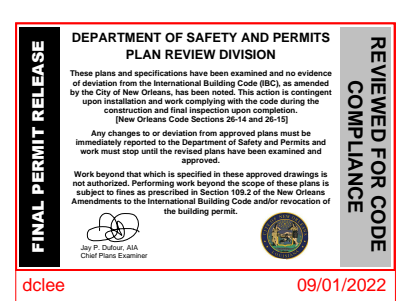 FINAL PERMIT RELEASE
DEPARTMENT OF SAFETY AND PERMITS
PLAN REVIEW DIVISION
These plans and specifications have been examined and no evidence
of deviation from the International Building Code (IBC), as amended
by the City of New Orleans, has been noted. This action is contingent
upon installation and work complying with the code during the
construction and final inspection upon completion.
[New Orleans Code Sections 26-14 and 26-15]
Any changes to or deviation from approved plans must be
immediately reported to the Department of Safety and Permits and
work must stop until the revised plans have been examined and
approved.
Work beyond that which is specified in these approved drawings is
not authorized. Performing work beyond the scope of these plans is
subject to fines as prescribed in Section 109.2 of the New Orleans
Amendments to the International Building Code and/or revocation of
the building permit.
Jay P. Dufour, AIA
Chief Plans Examiner
REVIEWED FOR CODE
COMPLIANCE
dclee
09/01/2022